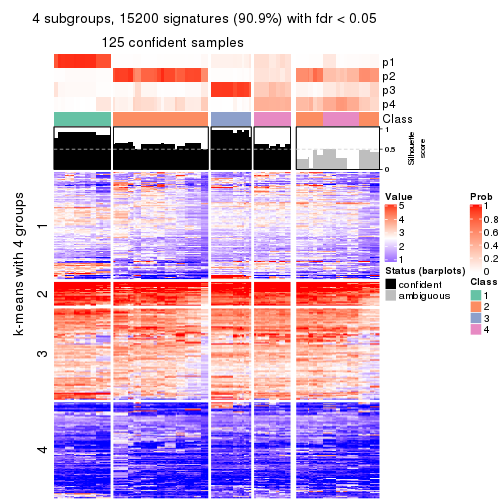 4 subgroups, 15200 signatures (90.9%) with fdr < 0.05
125 confident samples
p1
p2
p3
p4
Class
1
0.5
0
Silhouette
score
k-means with 4 groups
1
2
3
4
Value
5
4
3
2
1
Status (barplots)
confident
ambiguous
Prob
1
0.8
0.6
0.4
0.2
0
Class
1
2
3
4